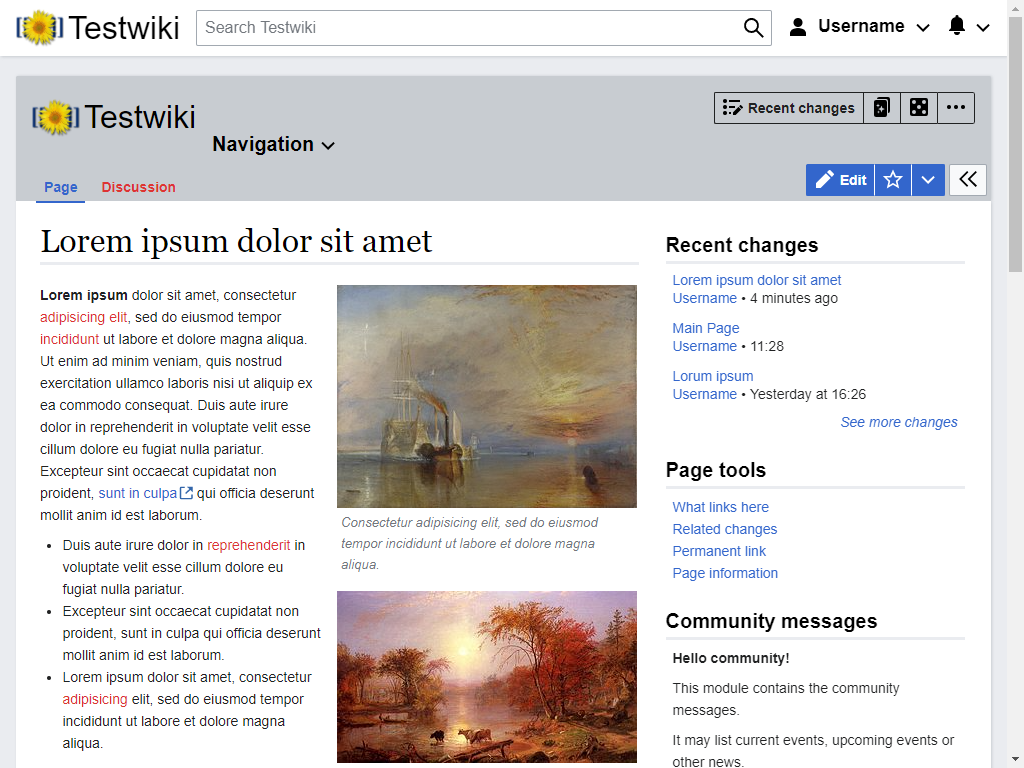 Testwiki
Search Testwiki
Username
Testwiki
Navigation
Recent changes
Page
Discussion
Edit
Lorem ipsum dolor sit amet
Lorem ipsum dolor sit amet, consectetur
adipisicing elit, sed do eiusmod tempor
incididunt ut labore et dolore magna aliqua.
Ut enim ad minim veniam, quis nostrud
exercitation ullamco laboris nisi ut aliquip ex
ea commodo consequat. Duis aute irure
dolor in reprehenderit in voluptate velit esse
cillum dolore eu fugiat nulla pariatur.
Excepteur sint occaecat cupidatat non
proident, sunt in culpa qui officia deserunt
mollit anim id est laborum.
• Duis aute irure dolor in reprehenderit in
voluptate velit esse cillum dolore eu
fugiat nulla pariatur.
• Excepteur sint occaecat cupidatat non
proident, sunt in culpa qui officia deserunt
mollit anim id est laborum.
• Lorem ipsum dolor sit amet, consectetur
adipisicing elit, sed do eiusmod tempor
incididunt ut labore et dolore magna
aliqua.
Consectetur adipisicing elit, sed do eiusmod
tempor incididunt ut labore et dolore magna
aliqua.
Recent changes
Lorem ipsum dolor sit amet
Username • 4 minutes ago
Main Page
Username • 11:28
Lorum ipsum
Username • Yesterday at 16:26
See more changes
Page tools
What links here
Related changes
Permanent link
Page information
Community messages
Hello community!
This module contains the community
messages.
It may list current events, upcoming events or
other news.